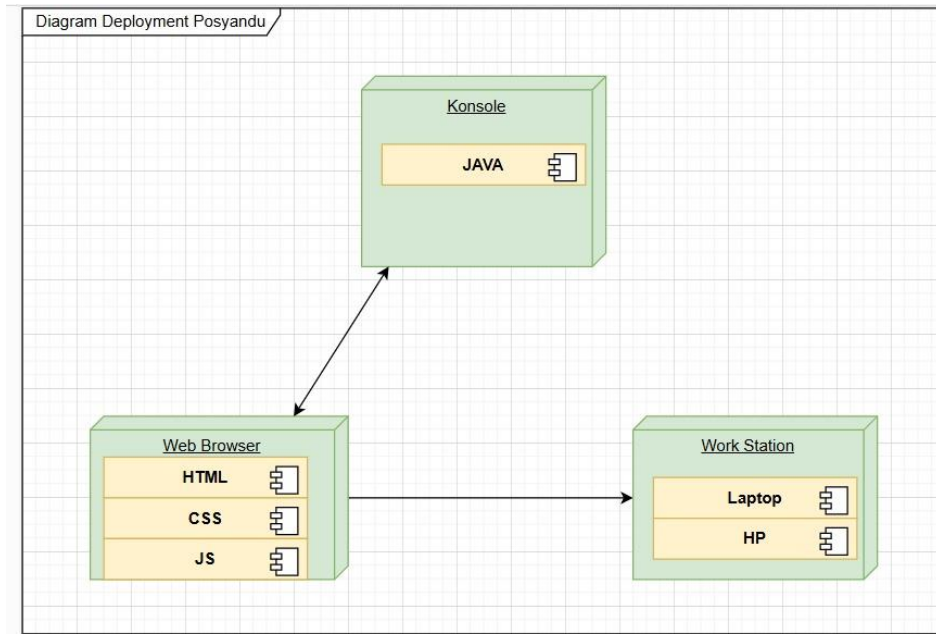 Diagram Deployment Posyandu
Konsole
JAVA
Web Browser
HTML
CSS
JS
Work Station
Laptop
HP